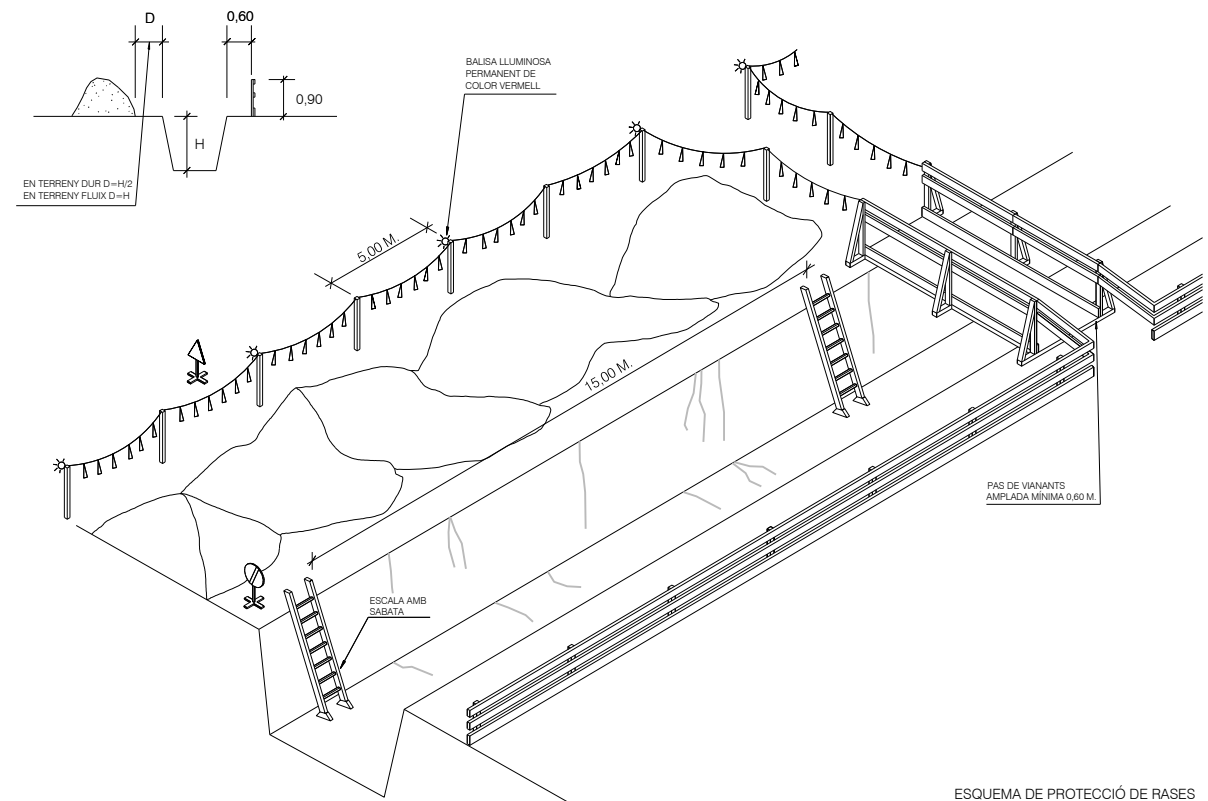 D
0,60
0,90
H
EN TERRENY DUR D=H/2
EN TERRENY FLUIX D=H
BALISA LLUMINOSA
PERMANENT DE
COLOR VERMELL
5,00 M.
15,00 M.
ESCALA AMB
SABATA
PAS DE VIANANTS
AMPLADA MÍNIMA 0,60 M.
ESQUEMA DE PROTECCIÓ DE RASES